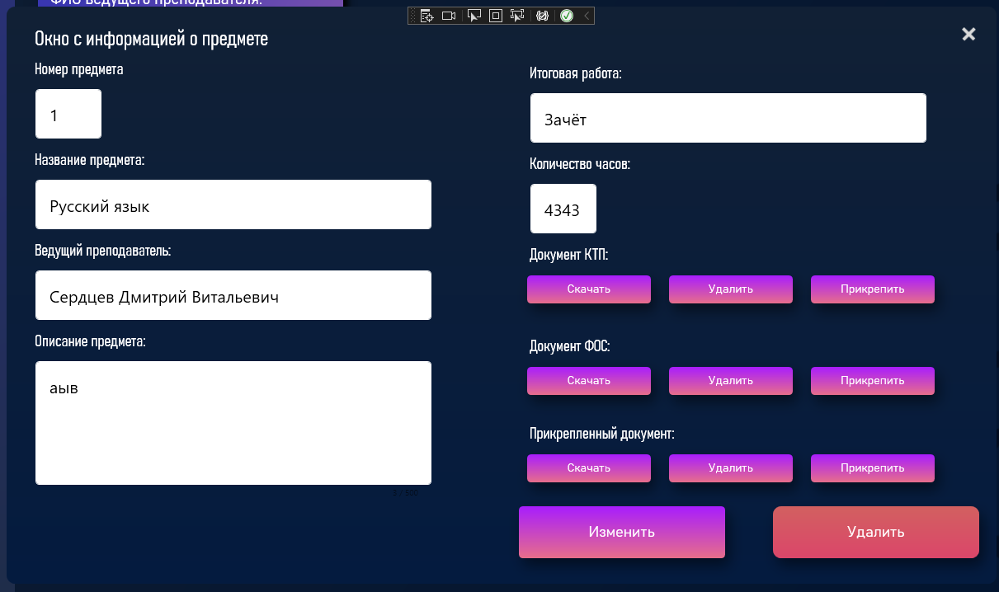 ФИО ведущего преподавателя:
Окно с информацией о предмете
Номер предмета
1
Название предмета:
Русский язык
Ведущий преподаватель:
Сердцев Дмитрий Витальевич
Описание предмета:
аыв
3 / 500
Итоговая работа:
Зачёт
Количество часов:
4343
Документ КТП:
Скачать Удалить Прикрепить
Документ ФОС:
Скачать Удалить Прикрепить
Прикрепленный документ:
Скачать Удалить Прикрепить
Изменить Удалить